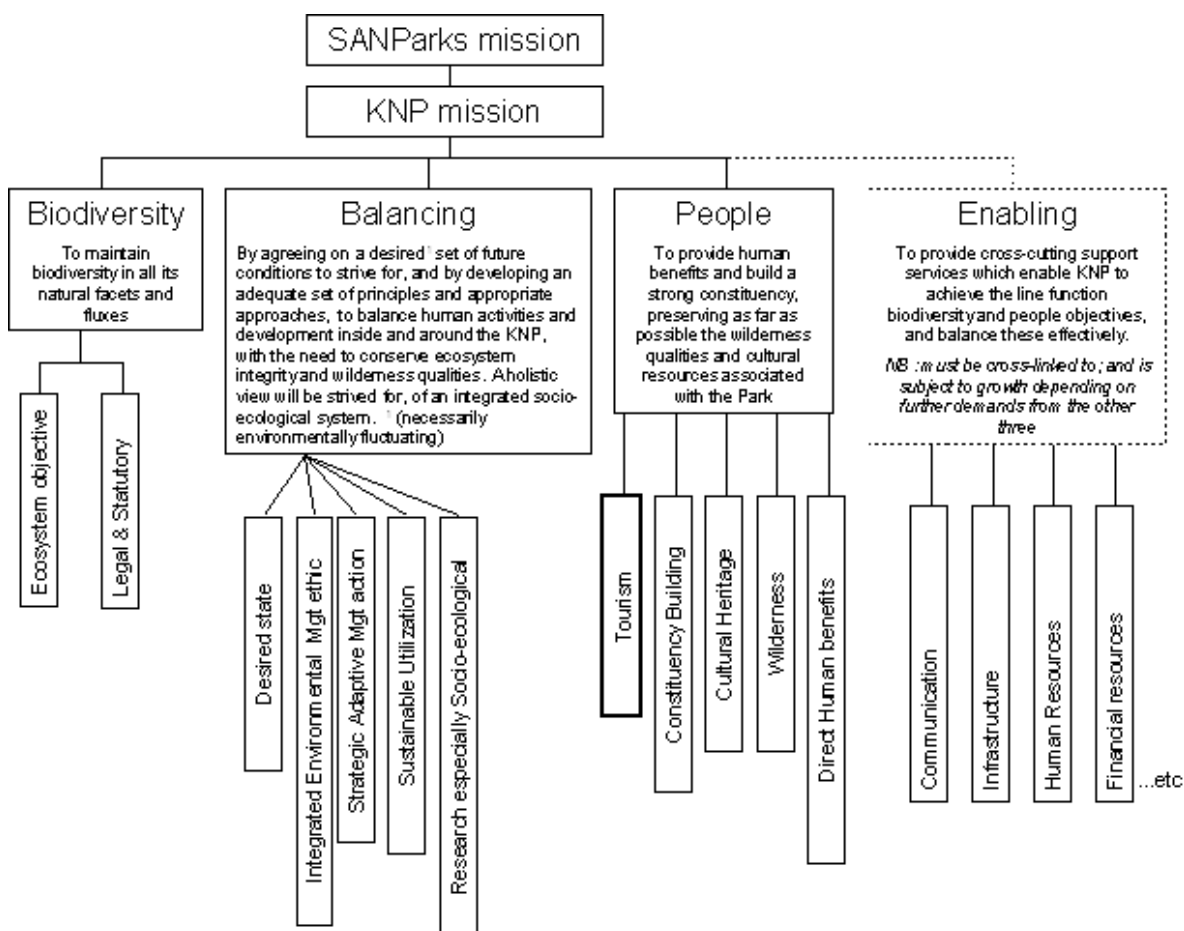 SANParks mission
KNP mission
Biodiversity
To maintain
biodiversity in all its
natural facets and
fluxes
Balancing
By agreeing on a desired ¹ set of future
conditions to strive for, and by developing an
adequate set of principles and appropriate
approaches, to balance human activities and
development inside and around the KNP,
with the need to conserve ecosystem
integrity and wilderness qualities. Aholistic
view will be strived for, of an integrated socio-
ecological system. ¹ (necessarily
environmentally fluctuating)
People
To provide human
benefits and build a
strong constituency,
preserving as far as
possible the wilderness
qualities and cultural
resources associated
with the Park
Enabling
To provide cross-cutting support
services which enable KNP to
achieve the line function
biodiversity and people objectives,
and balance these effectively.
NB : must be cross-linked to; and is
subject to growth depending on
further demands from the other
three
Ecosystem objective
Legal & Statutory
Desired state
Integrated Environmental Mgt ethic
Strategic Adaptive Mgt action
Sustainable Utilization
Research especially Socio-ecological
Tourism
Constituency Building
Cultural Heritage
Wilderness
Direct Human benefits
Communication
Infrastructure
Human Resources
Financial resources
...etc